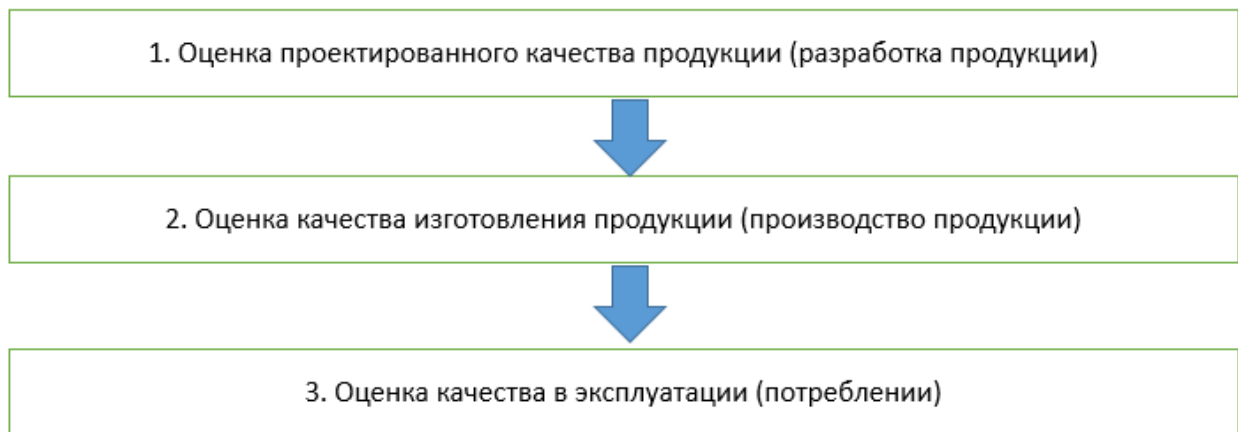 1. Оценка проектированного качества продукции (разработка продукции)
2. Оценка качества изготовления продукции (производство продукции)
3. Оценка качества в эксплуатации (потреблении)